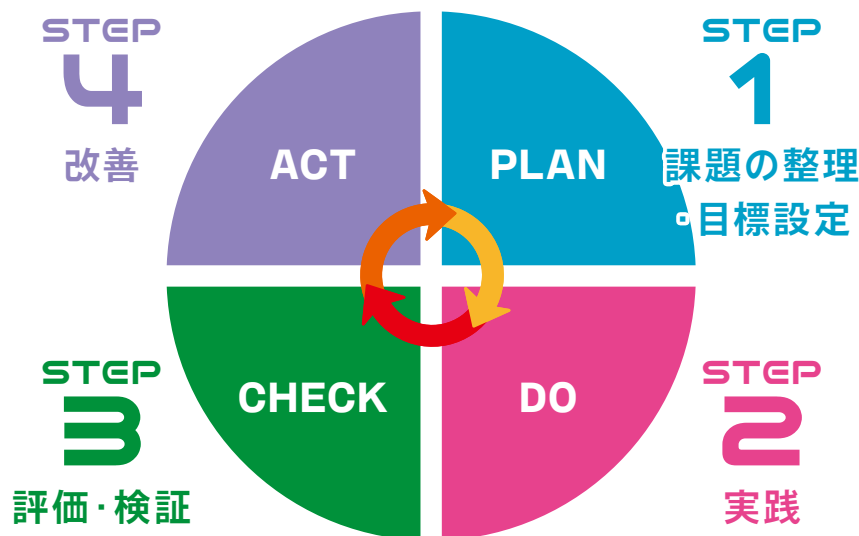 STEP
1
課題の整理
・目標設定
PLAN
STEP
2
実践
DO
STEP
3
評価・検証
CHECK
STEP
4
改善
ACT